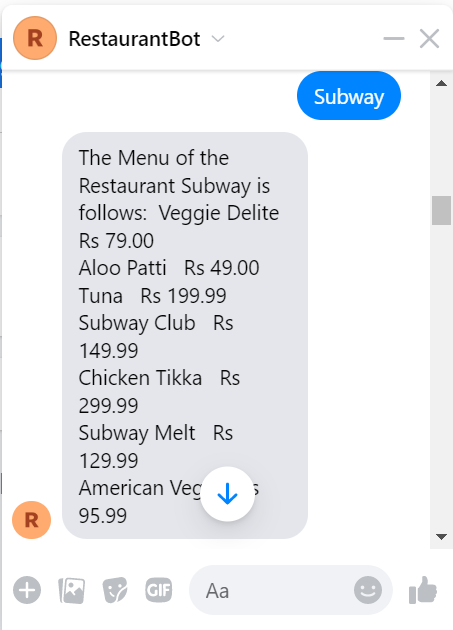 R RestaurantBot
Subway
The Menu of the
Restaurant Subway is
follows: Veggie Delite
Rs 79.00
Aloo Patti Rs 49.00
Tuna Rs 199.99
Subway Club Rs
149.99
Chicken Tikka Rs
299.99
Subway Melt Rs
129.99
American
95.99
R
GIF
Aa